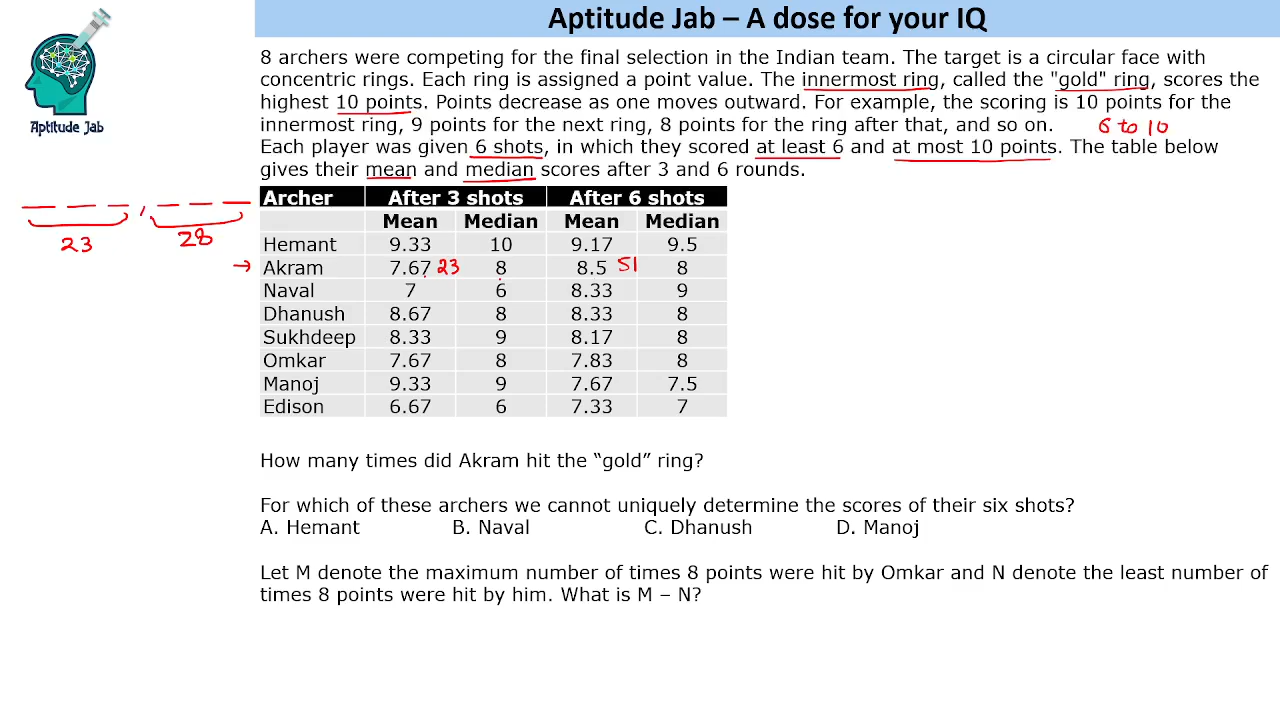 Aptitude Jab – A dose for your IQ
Aptitude Jab
8 archers were competing for the final selection in the Indian team. The target is a circular face with
concentric rings. Each ring is assigned a point value. The innermost ring, called the "gold" ring, scores the
highest 10 points. Points decrease as one moves outward. For example, the scoring is 10 points for the
innermost ring, 9 points for the next ring, 8 points for the ring after that, and so on. 6 to 10
Each player was given 6 shots, in which they scored at least 6 and at most 10 points. The table below
gives their mean and median scores after 3 and 6 rounds.
23 28
Archer After 3 shots After 6 shots
Mean Median Mean Median
Hemant 9.33 10 9.17 9.5
Akram 7.67 23 8 8.5 51 8
Naval 7 6 8.33 9
Dhanush 8.67 8 8.33 8
Sukhdeep 8.33 9 8.17 8
Omkar 7.67 8 7.83 8
Manoj 9.33 9 7.67 7.5
Edison 6.67 6 7.33 7
How many times did Akram hit the “gold” ring?
For which of these archers we cannot uniquely determine the scores of their six shots?
A. Hemant B. Naval C. Dhanush D. Manoj
Let M denote the maximum number of times 8 points were hit by Omkar and N denote the least number of
times 8 points were hit by him. What is M – N?